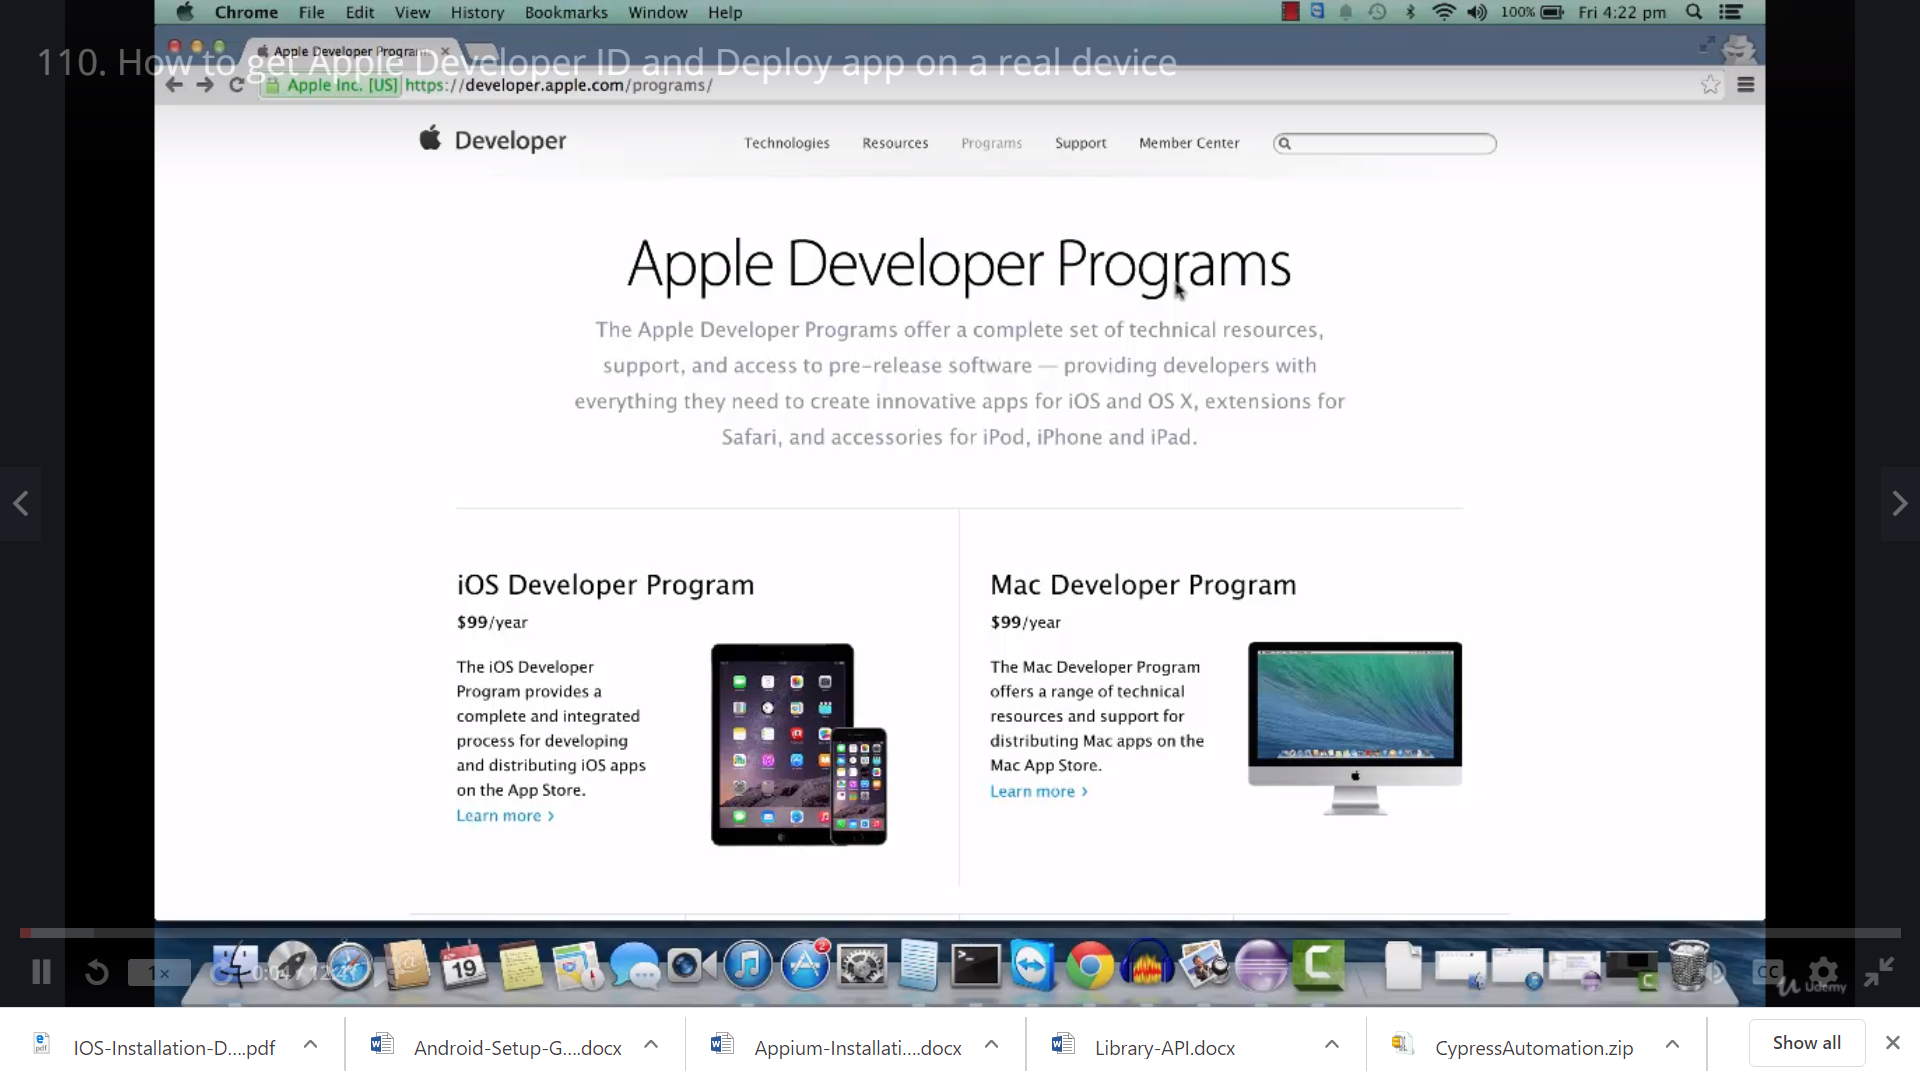 Chrome File Edit View History Bookmarks Window Help
100% Fri 4:22 pm
Apple Developer Program
110. How to get Apple Developer ID and Deploy app on a real device
Apple Inc. [US] https://developer.apple.com/programs/
Developer
Technologies Resources Programs Support Member Center
Apple Developer Programs
The Apple Developer Programs offer a complete set of technical resources,
support, and access to pre-release software — providing developers with
everything they need to create innovative apps for iOS and OS X, extensions for
Safari, and accessories for iPod, iPhone and iPad.
iOS Developer Program
$99/year
The iOS Developer
Program provides a
complete and integrated
process for developing
and distributing iOS apps
on the App Store.
Learn more ›
Mac Developer Program
$99/year
The Mac Developer Program
offers a range of technical
resources and support for
distributing Mac apps on the
Mac App Store.
Learn more ›
19
2
1×
CC
Udemy
IOS-Installation-D....pdf
Android-Setup-G....docx
Appium-Installati....docx
Library-API.docx
CypressAutomation.zip
Show all